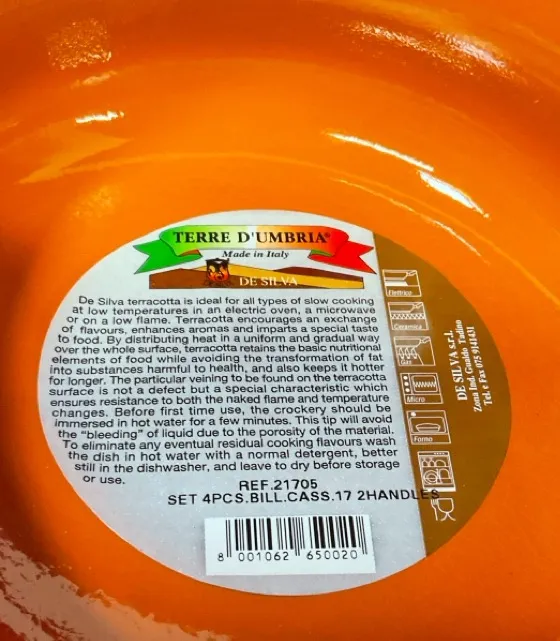 TERRE D'UMBRIA®
Made in Italy
DE SILVA
De Silva terracotta is ideal for all types of slow cooking
at low temperatures in an electric oven, a microwave
or on a low flame. Terracotta encourages an exchange
of flavours, enhances aromas and imparts a special taste
to food. By distributing heat in a uniform and gradual way
over the whole surface, terracotta retains the basic nutritional
elements of food while avoiding the transformation of fat
into substances harmful to health, and also keeps it hotter
for longer. The particular veining to be found on the terracotta
surface is not a defect but a special characteristic which
ensures resistance to both the naked flame and temperature
changes. Before first time use, the crockery should be
immersed in hot water for a few minutes. This tip will avoid
the "bleeding" of liquid due to the porosity of the material.
To eliminate any eventual residual cooking flavours wash
the dish in hot water with a normal detergent, better
still in the dishwasher, and leave to dry before storage
or use.
REF.21705
SET 4PCS.BILL.CASS.17 2HANDLES
8 001062 650020
Elettrico
Ceramica
Gas
Micro
Forno
DE SILVA s.r.l.
Zona Ind. Gualdo Tadino
Tel. e Fax 075 9141431